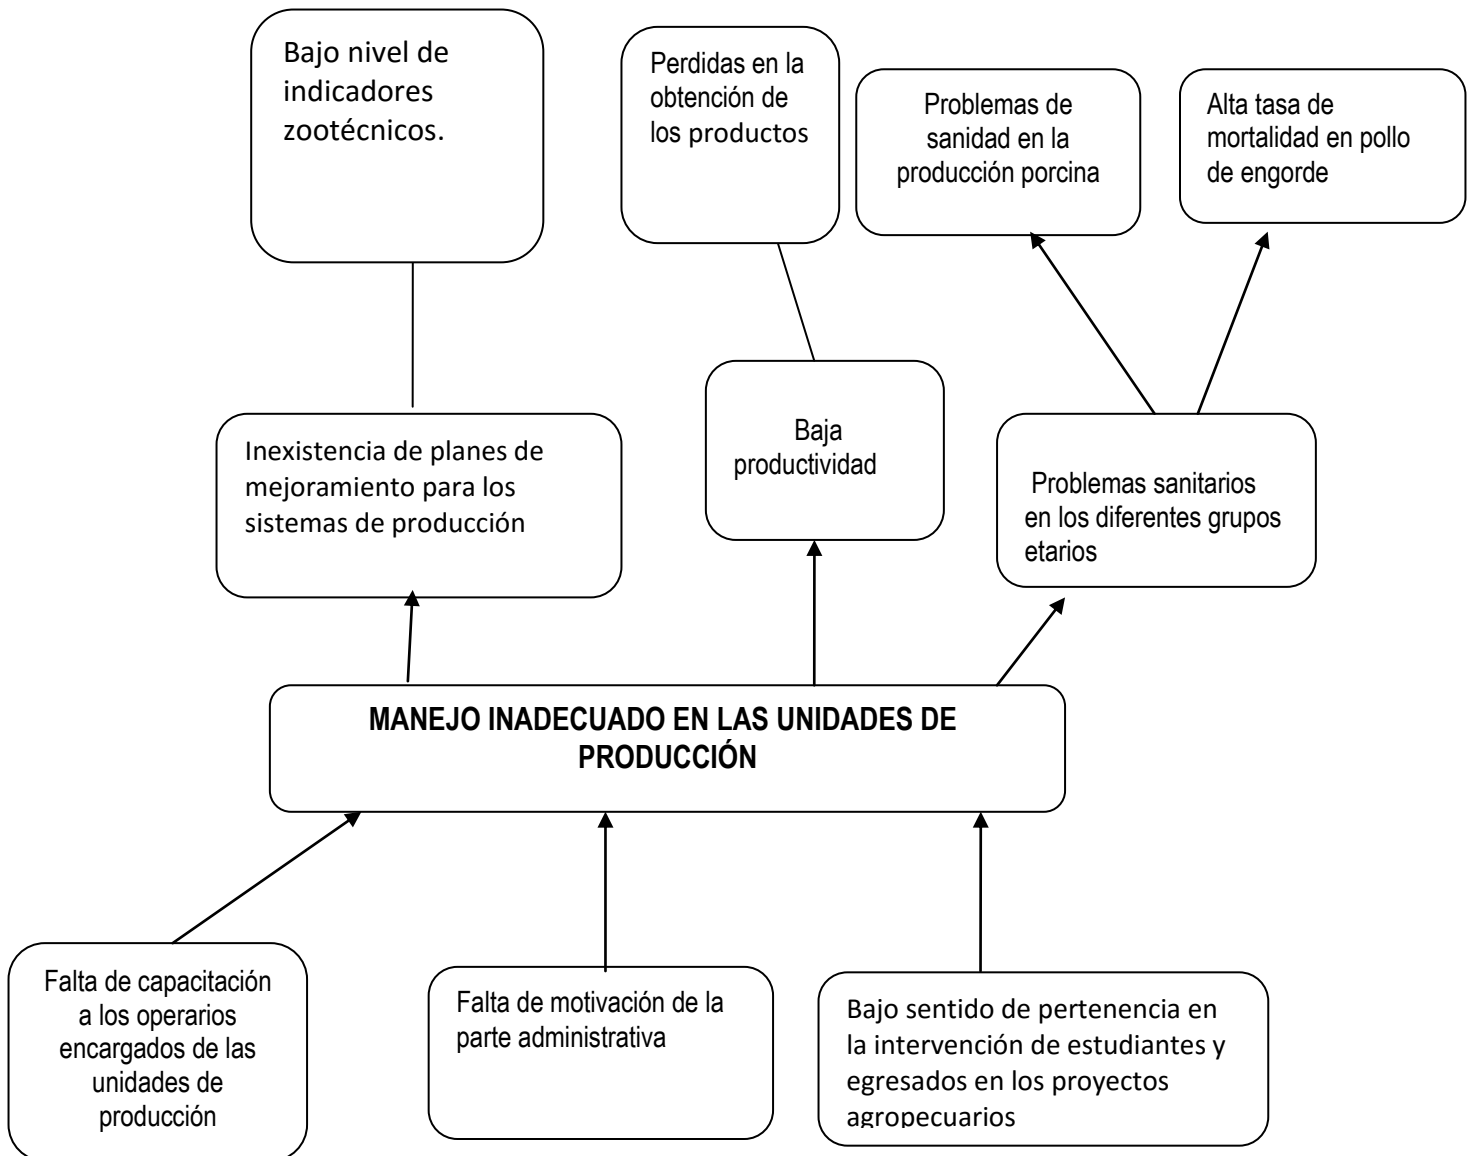 Bajo nivel de
indicadores
zootécnicos.
Perdidas en la
obtención de
los productos
Problemas de
sanidad en la
producción porcina
Alta tasa de
mortalidad en pollo
de engorde
Inexistencia de planes de
mejoramiento para los
sistemas de producción
Baja
productividad
Problemas sanitarios
en los diferentes grupos
etarios
MANEJO INADECUADO EN LAS UNIDADES DE
PRODUCCIÓN
Falta de capacitación
a los operarios
encargados de las
unidades de
producción
Falta de motivación de la
parte administrativa
Bajo sentido de pertenencia en
la intervención de estudiantes y
egresados en los proyectos
agropecuarios